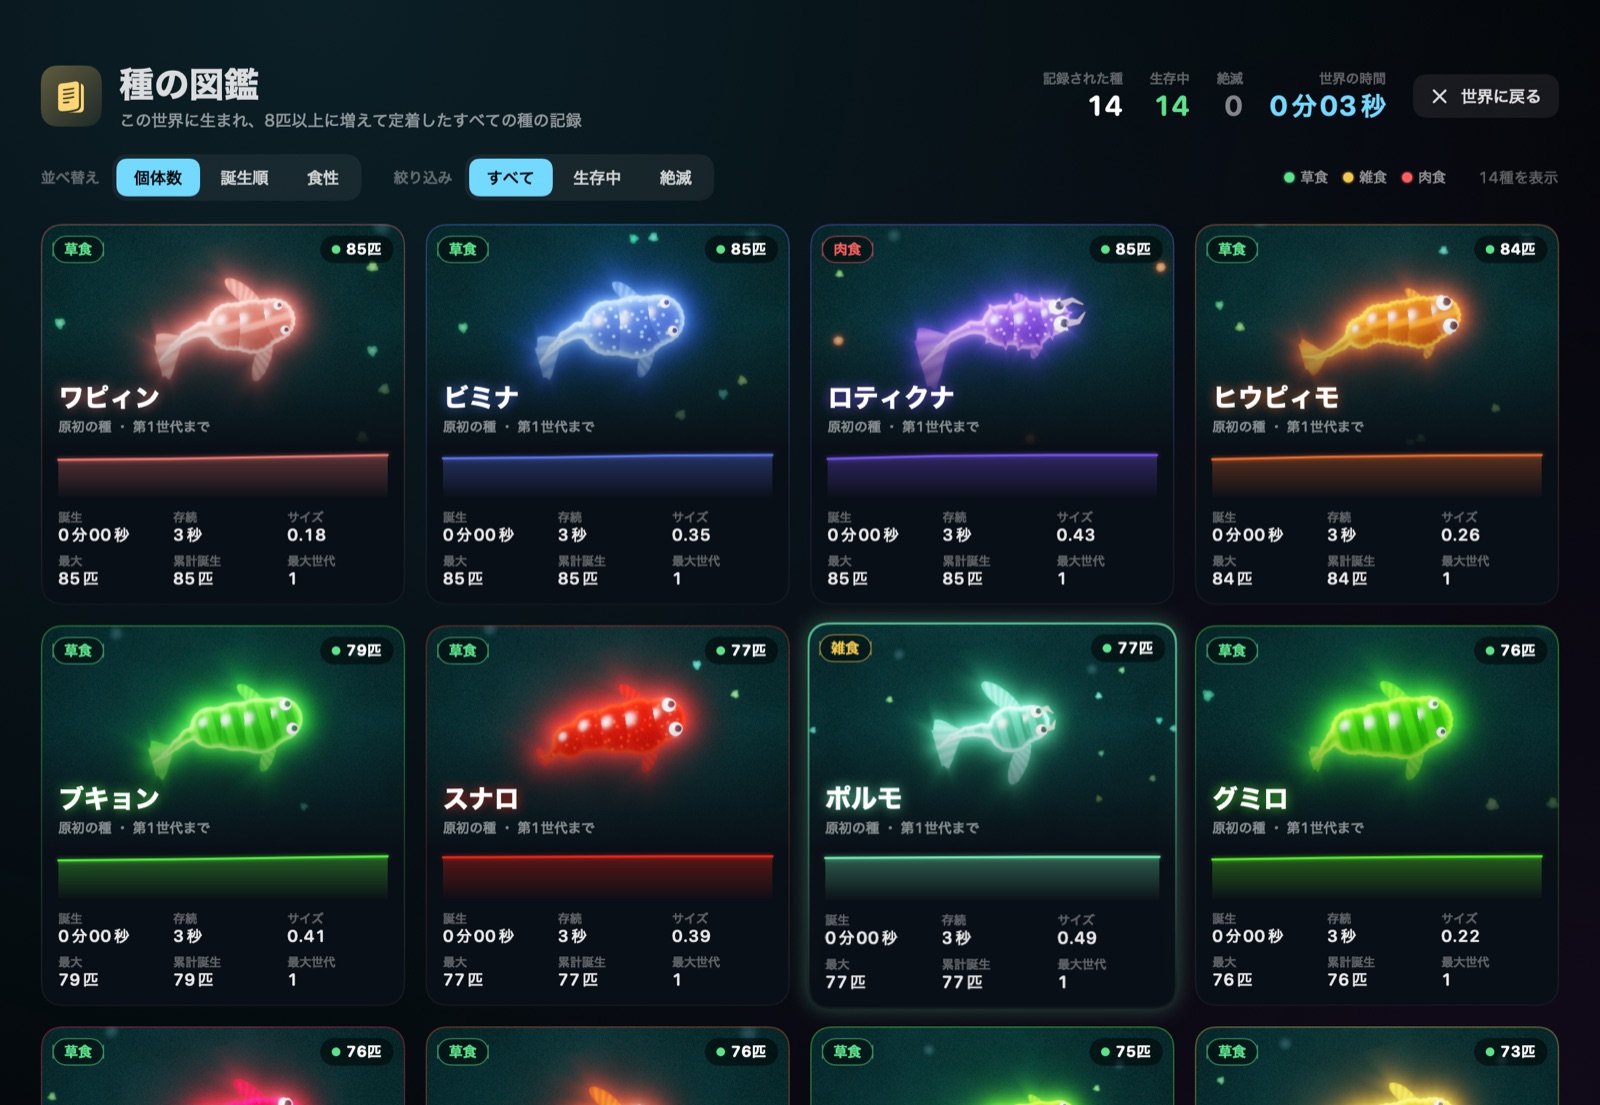 種の図鑑
この世界に生まれ、8匹以上に増えて定着したすべての種の記録
記録された種 生存中 絶滅 世界の時間
14 14 0 0分03秒
世界に戻る
並べ替え 個体数 誕生順 食性 絞り込み すべて 生存中 絶滅
草食 雑食 肉食 14種を表示
草食 85匹
ワピィン
原初の種 ・ 第1世代まで
誕生 存続 サイズ
0分00秒 3秒 0.18
最大 累計誕生 最大世代
85匹 85匹 1
草食 85匹
ビミナ
原初の種 ・ 第1世代まで
誕生 存続 サイズ
0分00秒 3秒 0.35
最大 累計誕生 最大世代
85匹 85匹 1
肉食 85匹
ロティクナ
原初の種 ・ 第1世代まで
誕生 存続 サイズ
0分00秒 3秒 0.43
最大 累計誕生 最大世代
85匹 85匹 1
草食 84匹
ヒウピィモ
原初の種 ・ 第1世代まで
誕生 存続 サイズ
0分00秒 3秒 0.26
最大 累計誕生 最大世代
84匹 84匹 1
草食 79匹
ブキョン
原初の種 ・ 第1世代まで
誕生 存続 サイズ
0分00秒 3秒 0.41
最大 累計誕生 最大世代
79匹 79匹 1
草食 77匹
スナロ
原初の種 ・ 第1世代まで
誕生 存続 サイズ
0分00秒 3秒 0.39
最大 累計誕生 最大世代
77匹 77匹 1
雑食 77匹
ポルモ
原初の種 ・ 第1世代まで
誕生 存続 サイズ
0分00秒 3秒 0.49
最大 累計誕生 最大世代
77匹 77匹 1
草食 76匹
グミロ
原初の種 ・ 第1世代まで
誕生 存続 サイズ
0分00秒 3秒 0.22
最大 累計誕生 最大世代
76匹 76匹 1
草食 76匹
草食 76匹
草食 75匹
草食 73匹